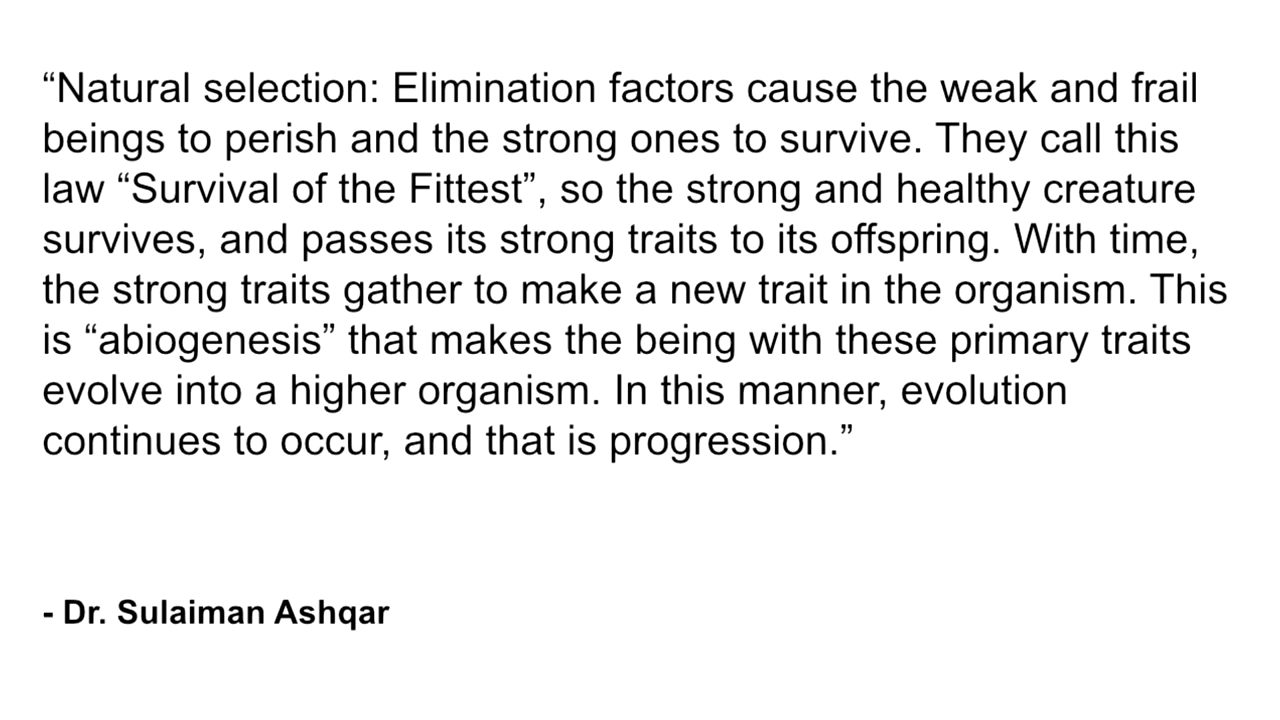 “Natural selection: Elimination factors cause the weak and frail
beings to perish and the strong ones to survive. They call this
law “Survival of the Fittest”, so the strong and healthy creature
survives, and passes its strong traits to its offspring. With time,
the strong traits gather to make a new trait in the organism. This
is “abiogenesis” that makes the being with these primary traits
evolve into a higher organism. In this manner, evolution
continues to occur, and that is progression.”
- Dr. Sulaiman Ashqar